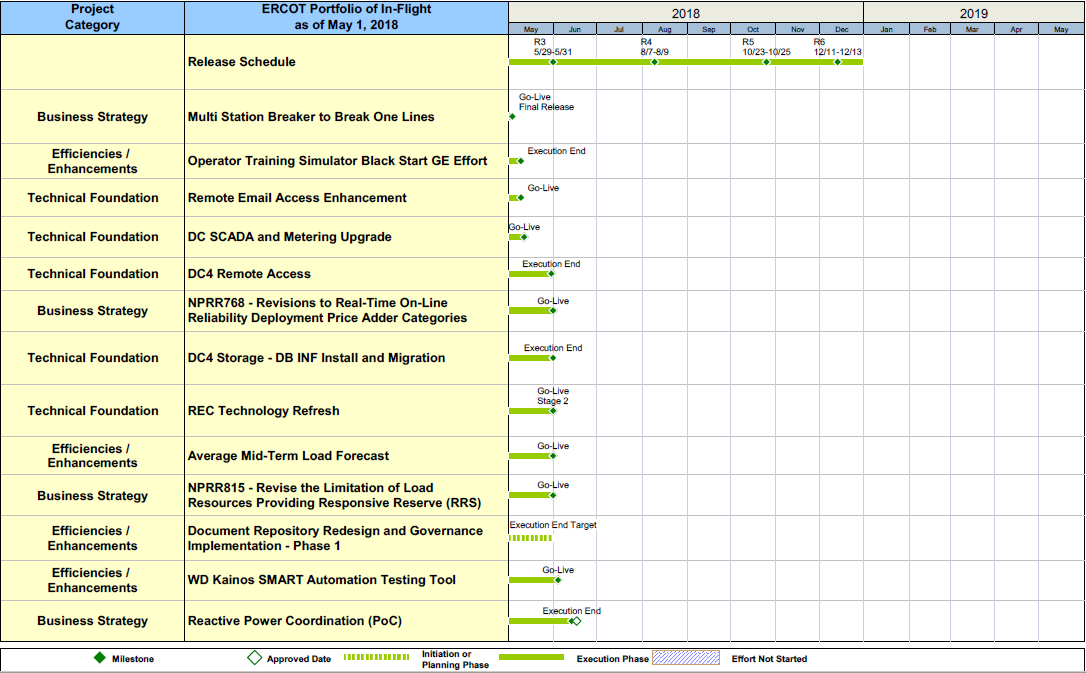 Project
Category
ERCOT Portfolio of In-Flight
as of May 1, 2018
2018
2019
May Jun Jul Aug Sep Oct Nov Dec Jan Feb Mar Apr May
Release Schedule
R3
5/29-5/31
R4
8/7-8/9
R5
10/23-10/25
R6
12/11-12/13
Business Strategy
Multi Station Breaker to Break One Lines
Go-Live
Final Release
Efficiencies /
Enhancements
Operator Training Simulator Black Start GE Effort
Execution End
Technical Foundation
Remote Email Access Enhancement
Go-Live
Technical Foundation
DC SCADA and Metering Upgrade
Go-Live
Technical Foundation
DC4 Remote Access
Execution End
Business Strategy
NPRR768 - Revisions to Real-Time On-Line
Reliability Deployment Price Adder Categories
Go-Live
Technical Foundation
DC4 Storage - DB INF Install and Migration
Execution End
Technical Foundation
REC Technology Refresh
Go-Live
Stage 2
Efficiencies /
Enhancements
Average Mid-Term Load Forecast
Go-Live
Business Strategy
NPRR815 - Revise the Limitation of Load
Resources Providing Responsive Reserve (RRS)
Go-Live
Efficiencies /
Enhancements
Document Repository Redesign and Governance
Implementation - Phase 1
Execution End Target
Efficiencies /
Enhancements
WD Kainos SMART Automation Testing Tool
Go-Live
Business Strategy
Reactive Power Coordination (PoC)
Execution End
Milestone
Approved Date
Initiation or
Planning Phase
Execution Phase
Effort Not Started